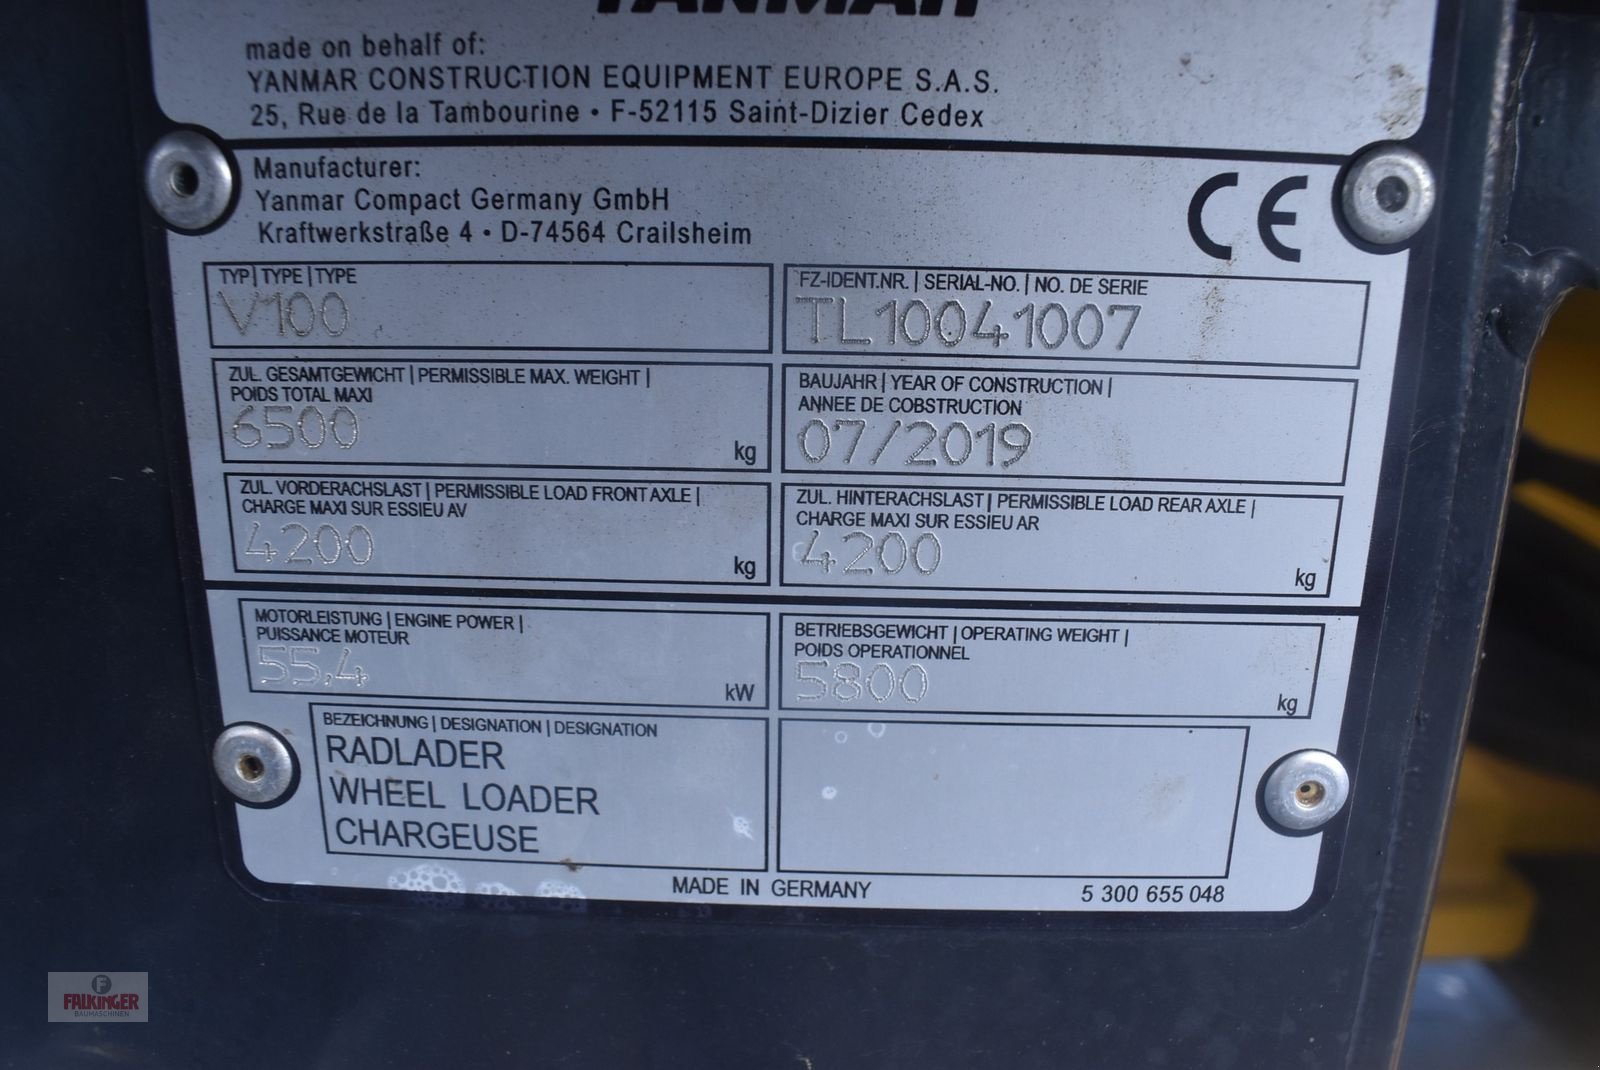 YANMAR
made on behalf of:
YANMAR CONSTRUCTION EQUIPMENT EUROPE S.A.S.
25, Rue de la Tambourine • F-52115 Saint-Dizier Cedex
Manufacturer:
Yanmar Compact Germany GmbH
Kraftwerkstraße 4 • D-74564 Crailsheim
CE
TYP | TYPE | TYPE
V100
FZ-IDENT.NR. | SERIAL-NO. | NO. DE SERIE
TL10041007
ZUL. GESAMTGEWICHT | PERMISSIBLE MAX. WEIGHT |
POIDS TOTAL MAXI
6500
kg
BAUJAHR | YEAR OF CONSTRUCTION |
ANNEE DE COBSTRUCTION
07/2019
ZUL. VORDERACHSLAST | PERMISSIBLE LOAD FRONT AXLE |
CHARGE MAXI SUR ESSIEU AV
4200
kg
ZUL. HINTERACHSLAST | PERMISSIBLE LOAD REAR AXLE |
CHARGE MAXI SUR ESSIEU AR
4200
kg
MOTORLEISTUNG | ENGINE POWER |
PUISSANCE MOTEUR
55,4
kW
BETRIEBSGEWICHT | OPERATING WEIGHT |
POIDS OPERATIONNEL
5800
kg
BEZEICHNUNG | DESIGNATION | DESIGNATION
RADLADER
WHEEL LOADER
CHARGEUSE
MADE IN GERMANY
5 300 655 048
F
FALKINGER
BAUMASCHINEN